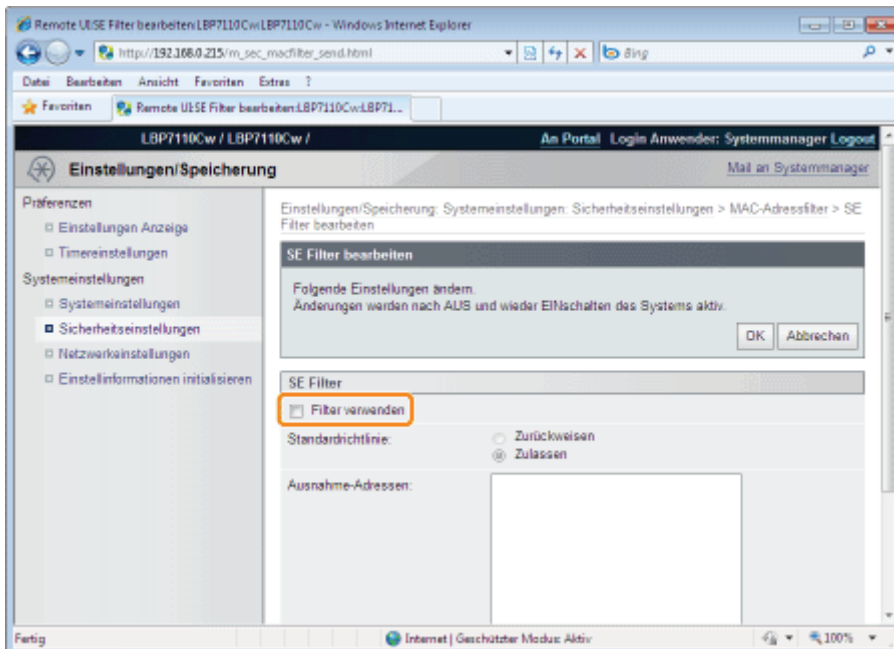 Remote UI:SE Filter bearbeiten:LBP7110Cw:LBP7110Cw - Windows Internet Explorer
http://192.168.0.215/m_sec_macfilter_send.html
Bing
Datei Bearbeiten Ansicht Favoriten Extras ?
Favoriten
Remote UI:SE Filter bearbeiten:LBP7110Cw:LBP71...
LBP7110Cw / LBP7110Cw /
An Portal Login Anwender: Systemmanager Logout
Einstellungen/Speicherung
Mail an Systemmanager
Präferenzen
Einstellungen Anzeige
Timereinstellungen
Systemeinstellungen
Systemeinstellungen
Sicherheitseinstellungen
Netzwerkeinstellungen
Einstellinformationen initialisieren
Einstellungen/Speicherung: Systemeinstellungen: Sicherheitseinstellungen > MAC-Adressfilter > SE
Filter bearbeiten
SE Filter bearbeiten
Folgende Einstellungen ändern.
Änderungen werden nach AUS und wieder EINschalten des Systems aktiv.
OK
Abbrechen
SE Filter
Filter verwenden
Standardrichtlinie:
Zurückweisen
Zulassen
Ausnahme-Adressen:
Fertig
Internet | Geschützter Modus: Aktiv
100%